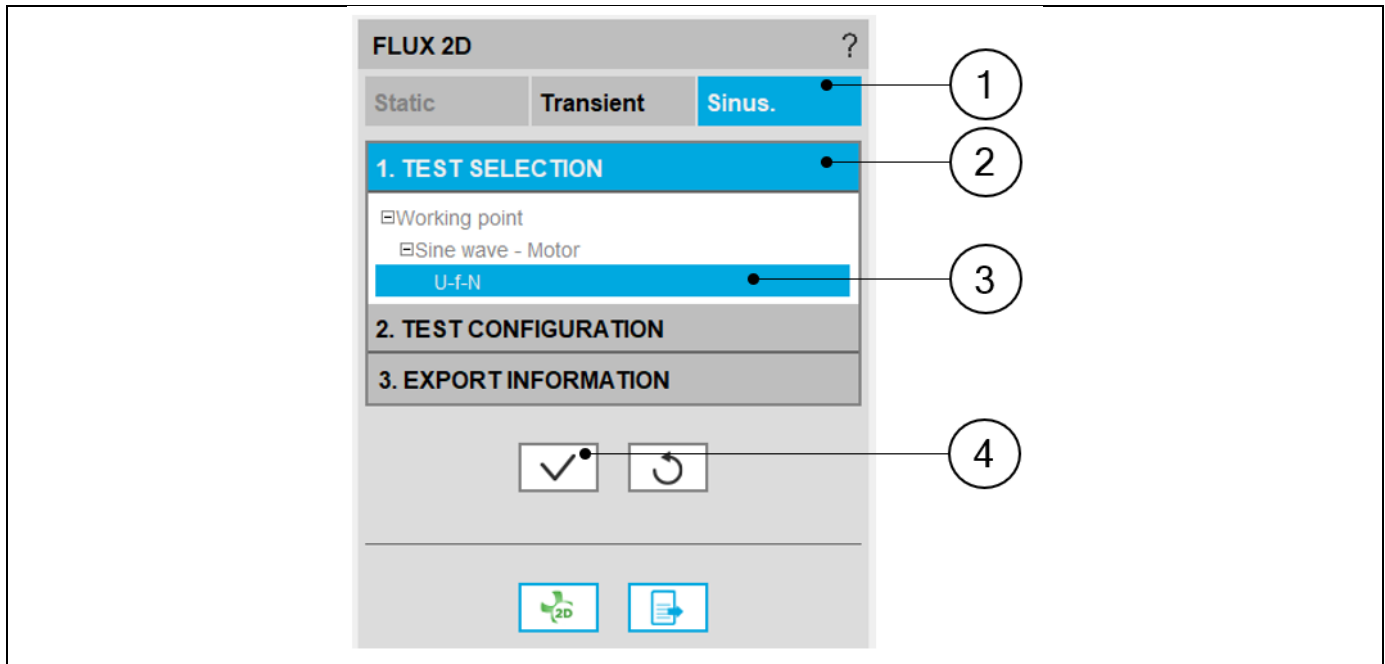 FLUX 2D ?
Static Transient Sinus. 1
1. TEST SELECTION 2
Working point
Sine wave - Motor
U-f-N 3
2. TEST CONFIGURATION
3. EXPORT INFORMATION
4
2D